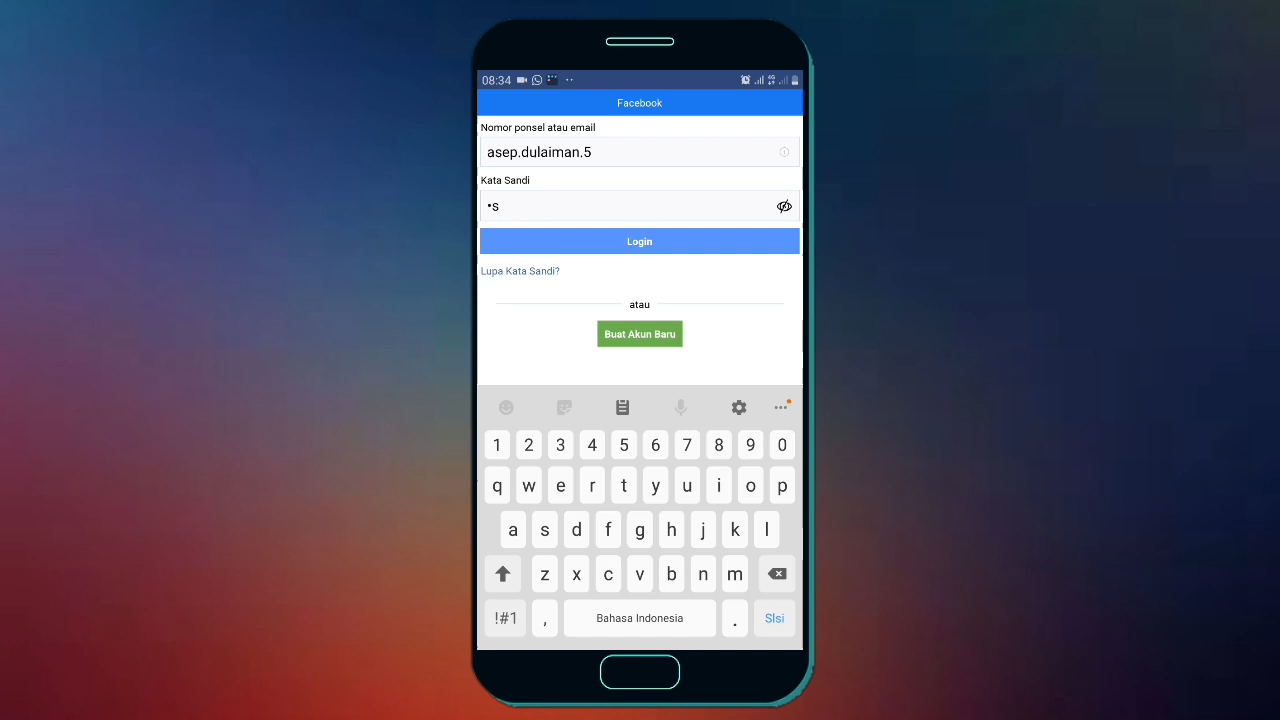 08:34
4G
Facebook
Nomor ponsel atau email
asep.dulaiman.5
Kata Sandi
•s
Login
Lupa Kata Sandi?
atau
Buat Akun Baru
1 2 3 4 5 6 7 8 9 0
q w e r t y u i o p
a s d f g h j k l
z x c v b n m
!#1 , Bahasa Indonesia . Slsi